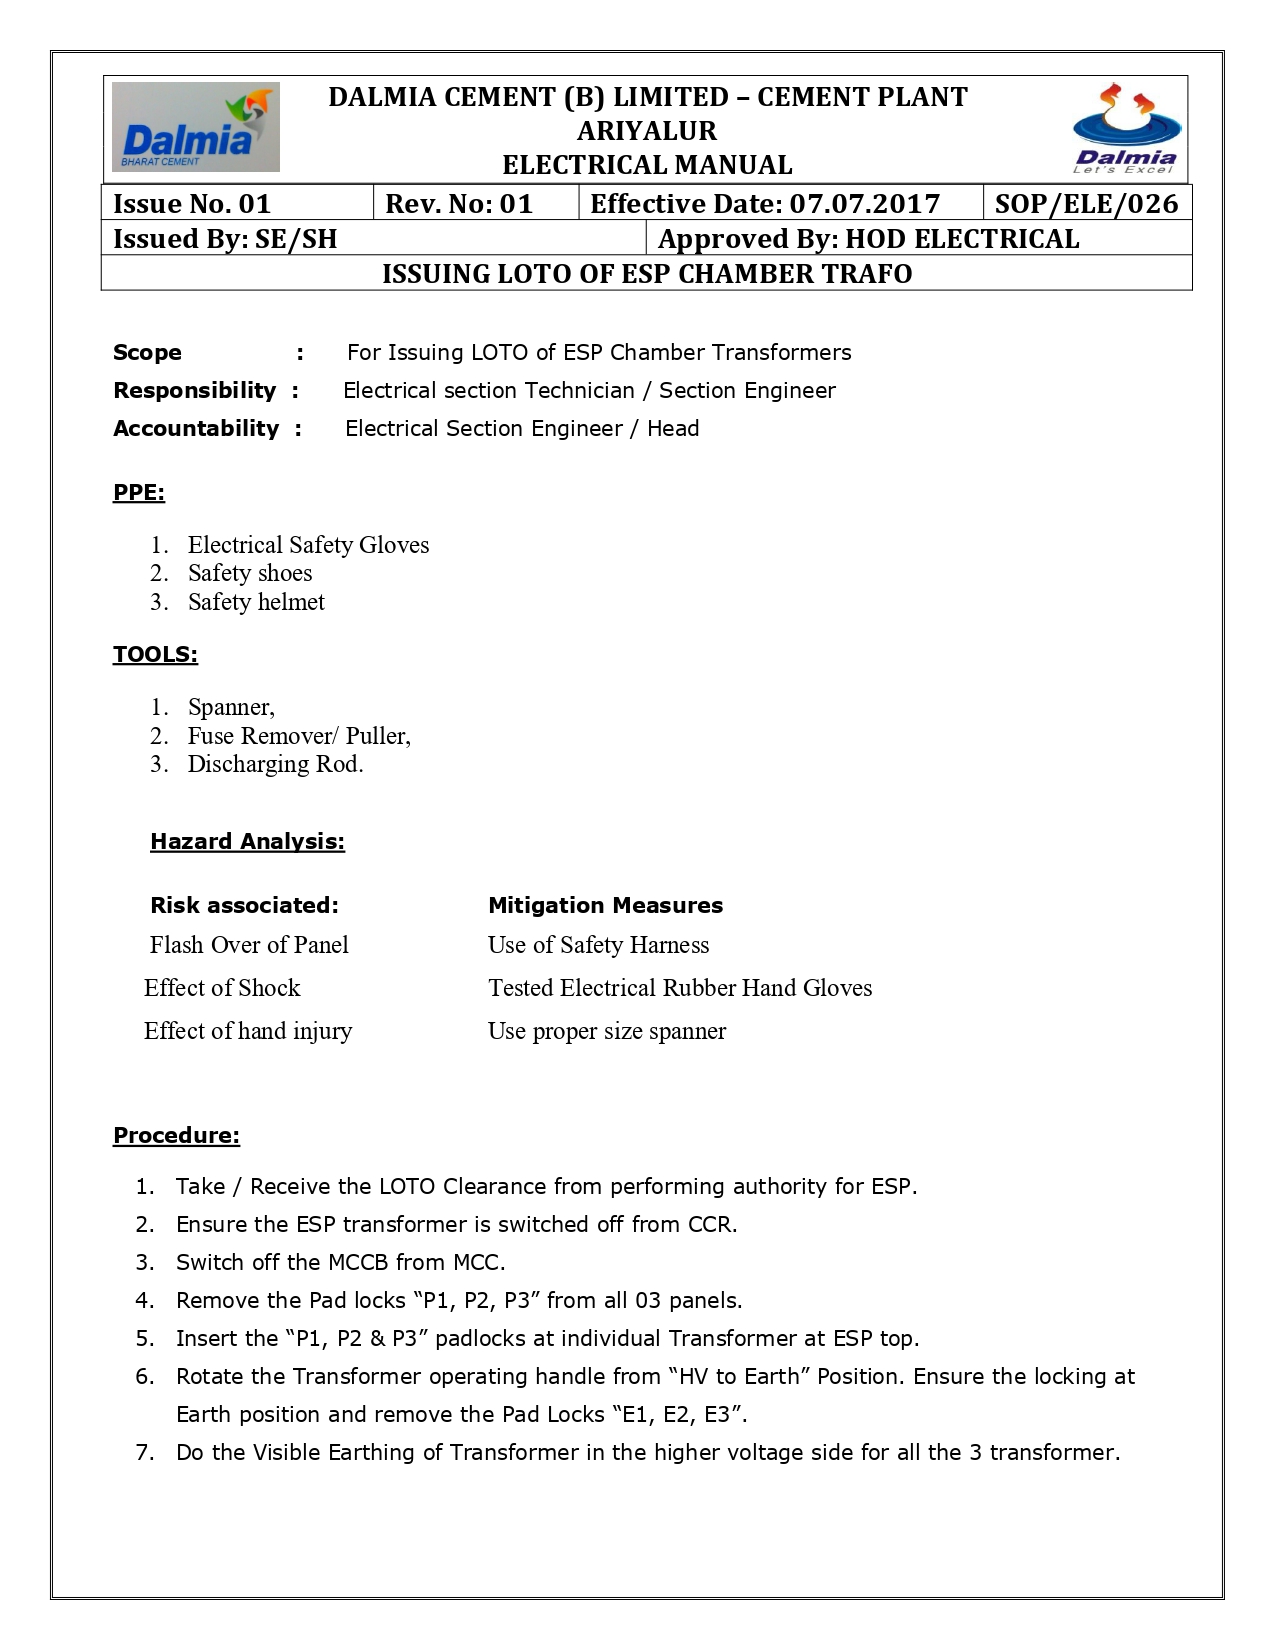 Dalmia
BHARAT CEMENT
DALMIA CEMENT (B) LIMITED – CEMENT PLANT
ARIYALUR
ELECTRICAL MANUAL
Dalmia
Let's Excel
Issue No. 01 Rev. No: 01 Effective Date: 07.07.2017 SOP/ELE/026
Issued By: SE/SH Approved By: HOD ELECTRICAL
ISSUING LOTO OF ESP CHAMBER TRAFO
Scope : For Issuing LOTO of ESP Chamber Transformers
Responsibility : Electrical section Technician / Section Engineer
Accountability : Electrical Section Engineer / Head
PPE:
1. Electrical Safety Gloves
2. Safety shoes
3. Safety helmet
TOOLS:
1. Spanner,
2. Fuse Remover/ Puller,
3. Discharging Rod.
Hazard Analysis:
Risk associated: Mitigation Measures
Flash Over of Panel Use of Safety Harness
Effect of Shock Tested Electrical Rubber Hand Gloves
Effect of hand injury Use proper size spanner
Procedure:
1. Take / Receive the LOTO Clearance from performing authority for ESP.
2. Ensure the ESP transformer is switched off from CCR.
3. Switch off the MCCB from MCC.
4. Remove the Pad locks “P1, P2, P3” from all 03 panels.
5. Insert the “P1, P2 & P3” padlocks at individual Transformer at ESP top.
6. Rotate the Transformer operating handle from “HV to Earth” Position. Ensure the locking at
Earth position and remove the Pad Locks “E1, E2, E3”.
7. Do the Visible Earthing of Transformer in the higher voltage side for all the 3 transformer.